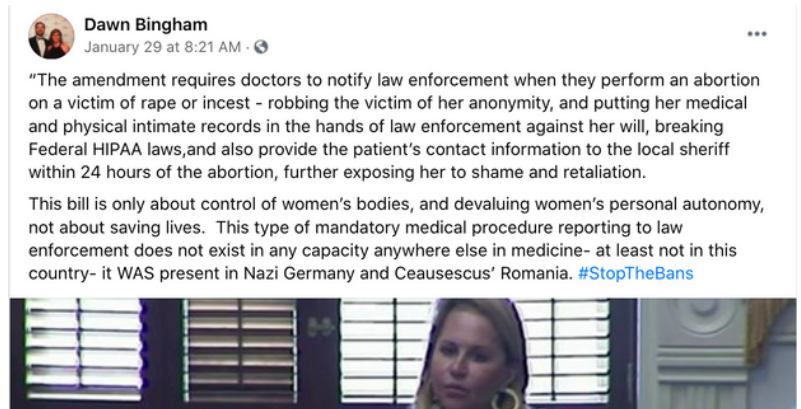 Dawn Bingham
January 29 at 8:21 AM ·
“The amendment requires doctors to notify law enforcement when they perform an abortion
on a victim of rape or incest - robbing the victim of her anonymity, and putting her medical
and physical intimate records in the hands of law enforcement against her will, breaking
Federal HIPAA laws,and also provide the patient’s contact information to the local sheriff
within 24 hours of the abortion, further exposing her to shame and retaliation.
This bill is only about control of women’s bodies, and devaluing women’s personal autonomy,
not about saving lives.  This type of mandatory medical procedure reporting to law
enforcement does not exist in any capacity anywhere else in medicine- at least not in this
country- it WAS present in Nazi Germany and Ceausescus’ Romania. #StopTheBans